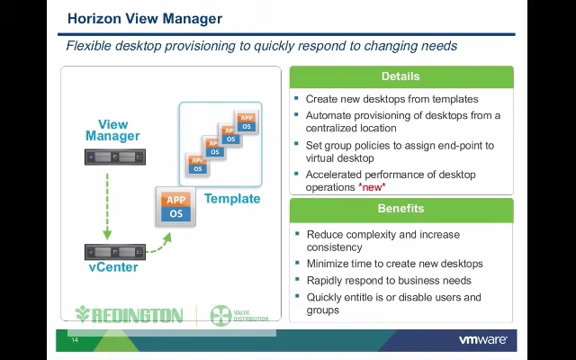 Horizon View Manager
Flexible desktop provisioning to quickly respond to changing needs
View
Manager
APP
OS
APP
OS
APP
OS
APP
OS
APP
OS
Template
vCenter
Details
Create new desktops from templates
Automate provisioning of desktops from a
centralized location
Set group policies to assign end-point to
virtual desktop
Accelerated performance of desktop
operations *new*
Benefits
Reduce complexity and increase
consistency
Minimize time to create new desktops
Rapidly respond to business needs
Quickly entitle is or disable users and
groups
REDINGTON
VALUE
DISTRIBUTION
14
vmware®